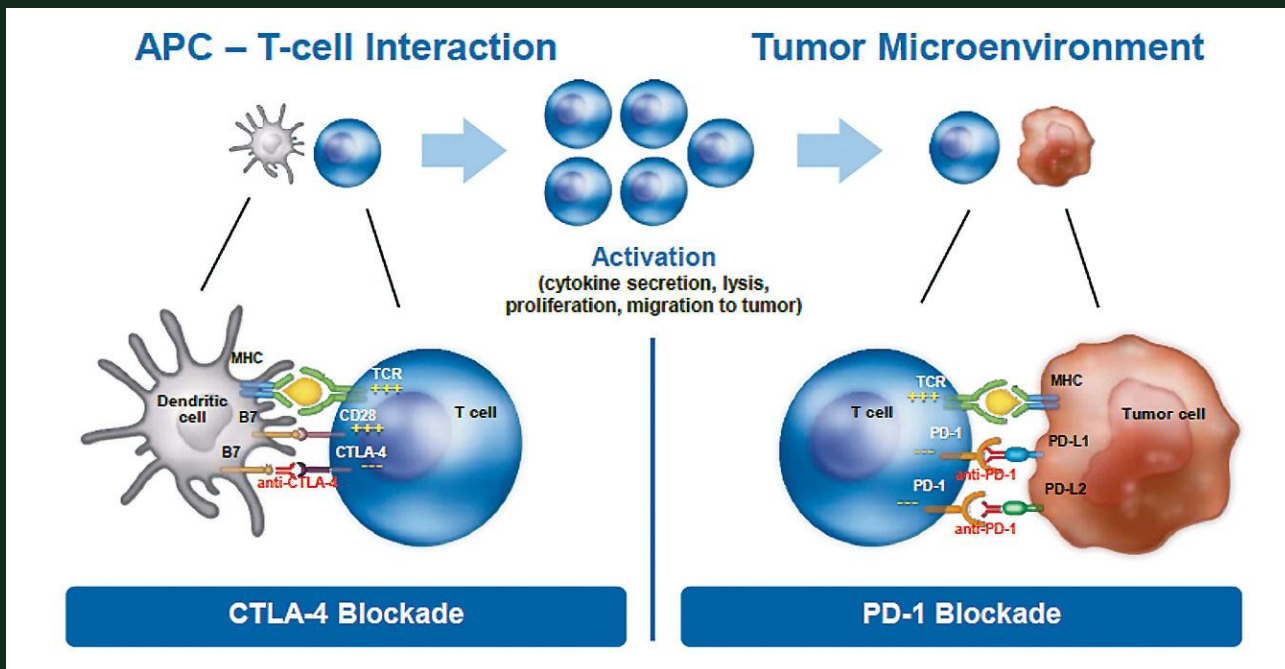 APC – T-cell Interaction
Tumor Microenvironment
Activation
(cytokine secretion, lysis,
proliferation, migration to tumor)
MHC
TCR
+++
Dendritic
cell
B7
CD28
+++
T cell
B7
CTLA-4
---
anti-CTLA-4
TCR
+++
MHC
T cell
Tumor cell
PD-1
---
PD-L1
anti-PD-1
PD-1
---
PD-L2
anti-PD-1
CTLA-4 Blockade
PD-1 Blockade